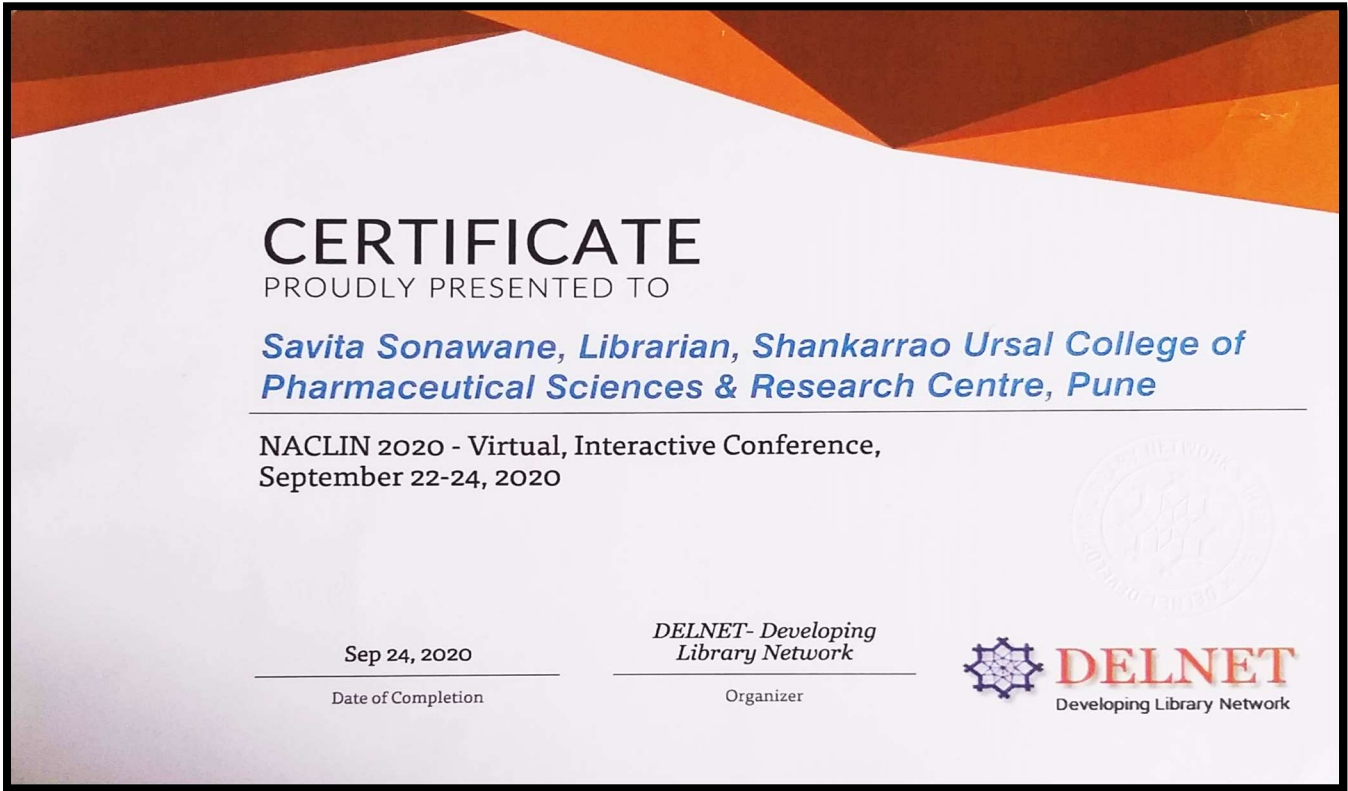 CERTIFICATE
PROUDLY PRESENTED TO
Savita Sonawane, Librarian, Shankarrao Ursal College of
Pharmaceutical Sciences & Research Centre, Pune
NACLIN 2020 - Virtual, Interactive Conference,
September 22-24, 2020
Sep 24, 2020
Date of Completion
DELNET- Developing
Library Network
Organizer
DELNET
Developing Library Network